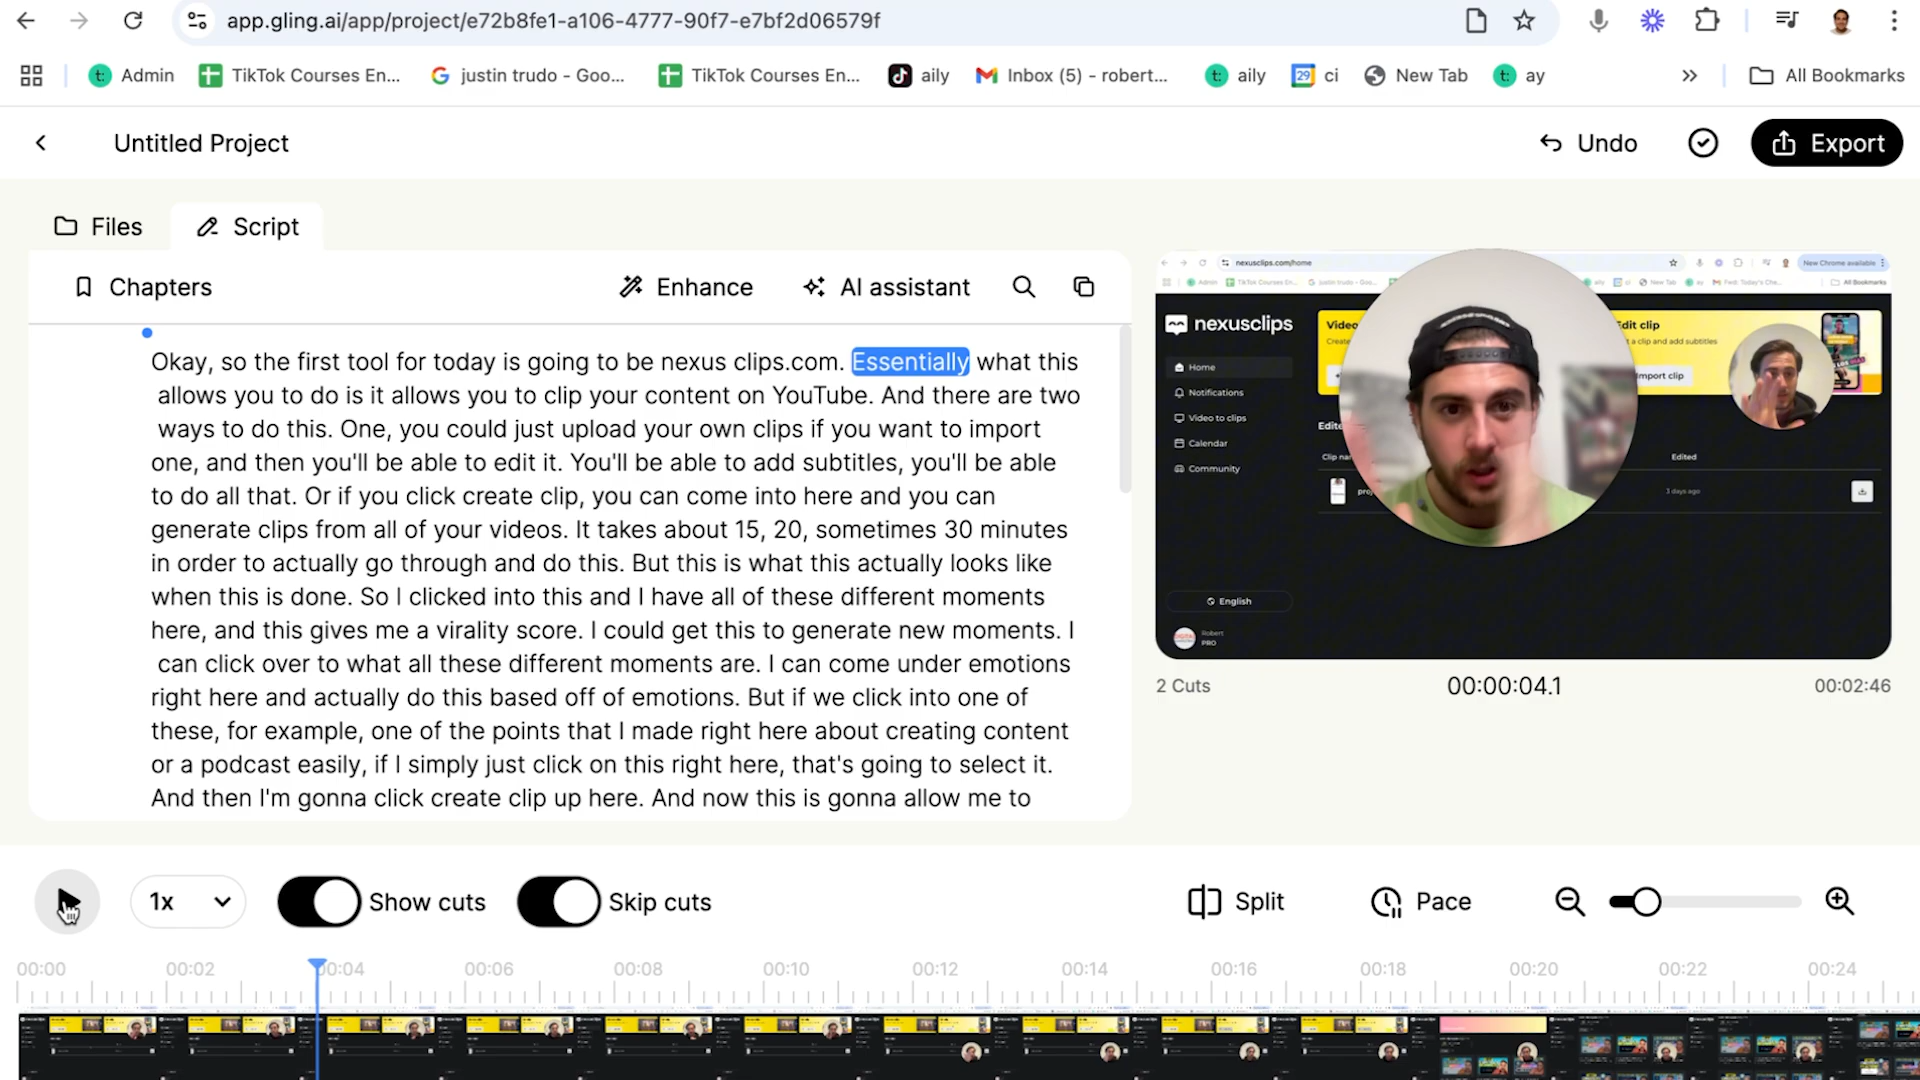 app.gling.ai/app/project/e72b8fe1-a106-4777-90f7-e7bf2d06579f
Admin TikTok Courses En... justin trudo - Goo... TikTok Courses En... aily Inbox (5) - robert... aily ci New Tab ay All Bookmarks
Untitled Project Undo Export
Files Script
Chapters Enhance AI assistant
Okay, so the first tool for today is going to be nexus clips.com. Essentially what this
allows you to do is it allows you to clip your content on YouTube. And there are two
ways to do this. One, you could just upload your own clips if you want to import
one, and then you'll be able to edit it. You'll be able to add subtitles, you'll be able
to do all that. Or if you click create clip, you can come into here and you can
generate clips from all of your videos. It takes about 15, 20, sometimes 30 minutes
in order to actually go through and do this. But this is what this actually looks like
when this is done. So I clicked into this and I have all of these different moments
here, and this gives me a virality score. I could get this to generate new moments. I
can click over to what all these different moments are. I can come under emotions
right here and actually do this based off of emotions. But if we click into one of
these, for example, one of the points that I made right here about creating content
or a podcast easily, if I simply just click on this right here, that's going to select it.
And then I'm gonna click create clip up here. And now this is gonna allow me to
nexusclips.com/home New Chrome available
nexusclips
Home
Notifications
Video to clips
Calendar
Community
English
Robert
PRO
Edit clip
Import clip
Edited
3 days ago
2 Cuts 00:00:04.1 00:02:46
1x Show cuts Skip cuts Split Pace
00:00 00:02 00:04 00:06 00:08 00:10 00:12 00:14 00:16 00:18 00:20 00:22 00:24